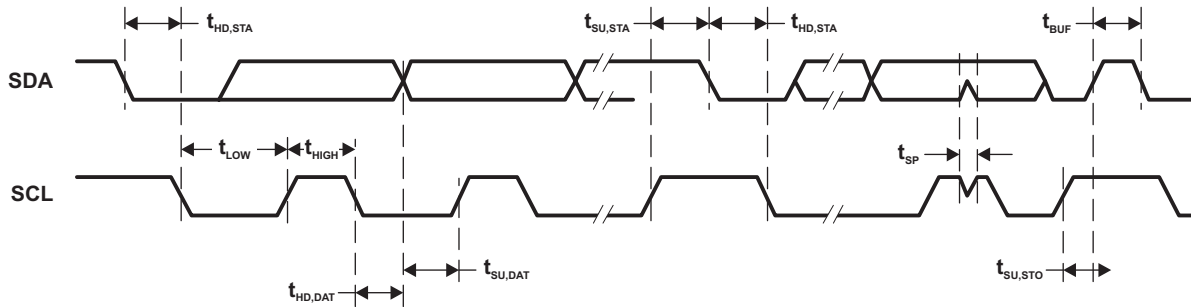 tHD,STA
tSU,STA
tHD,STA
tBUF
SDA
tLOW
tHIGH
tSP
SCL
tSU,DAT
tSU,STO
tHD,DAT